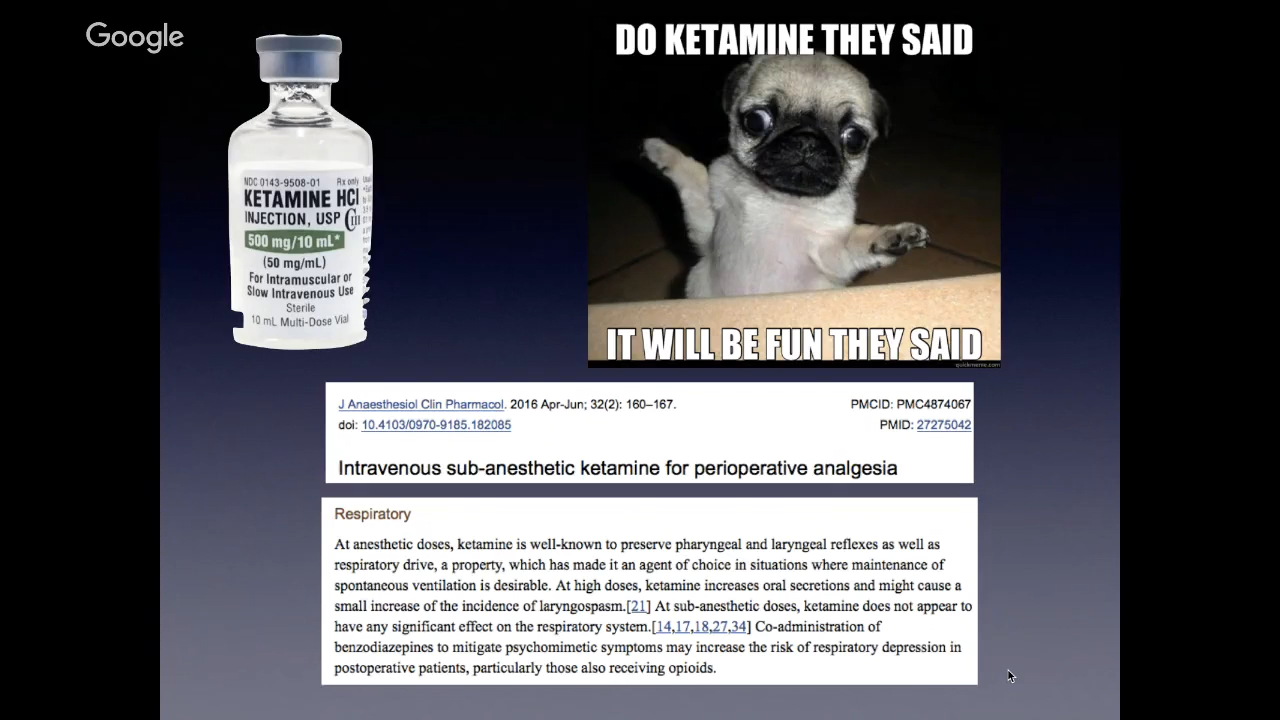 Google
NDC 0143-9508-01 Rx only
KETAMINE HCl
INJECTION, USP CIII
500 mg/10 mL*
(50 mg/mL)
For Intramuscular or
Slow Intravenous Use
Sterile
10 mL Multi-Dose Vial
DO KETAMINE THEY SAID
IT WILL BE FUN THEY SAID
quickmeme.com
J Anaesthesiol Clin Pharmacol. 2016 Apr-Jun; 32(2): 160–167.
PMCID: PMC4874067
doi: 10.4103/0970-9185.182085
PMID: 27275042
Intravenous sub-anesthetic ketamine for perioperative analgesia
Respiratory
At anesthetic doses, ketamine is well-known to preserve pharyngeal and laryngeal reflexes as well as
respiratory drive, a property, which has made it an agent of choice in situations where maintenance of
spontaneous ventilation is desirable. At high doses, ketamine increases oral secretions and might cause a
small increase of the incidence of laryngospasm.[21] At sub-anesthetic doses, ketamine does not appear to
have any significant effect on the respiratory system.[14,17,18,27,34] Co-administration of
benzodiazepines to mitigate psychomimetic symptoms may increase the risk of respiratory depression in
postoperative patients, particularly those also receiving opioids.